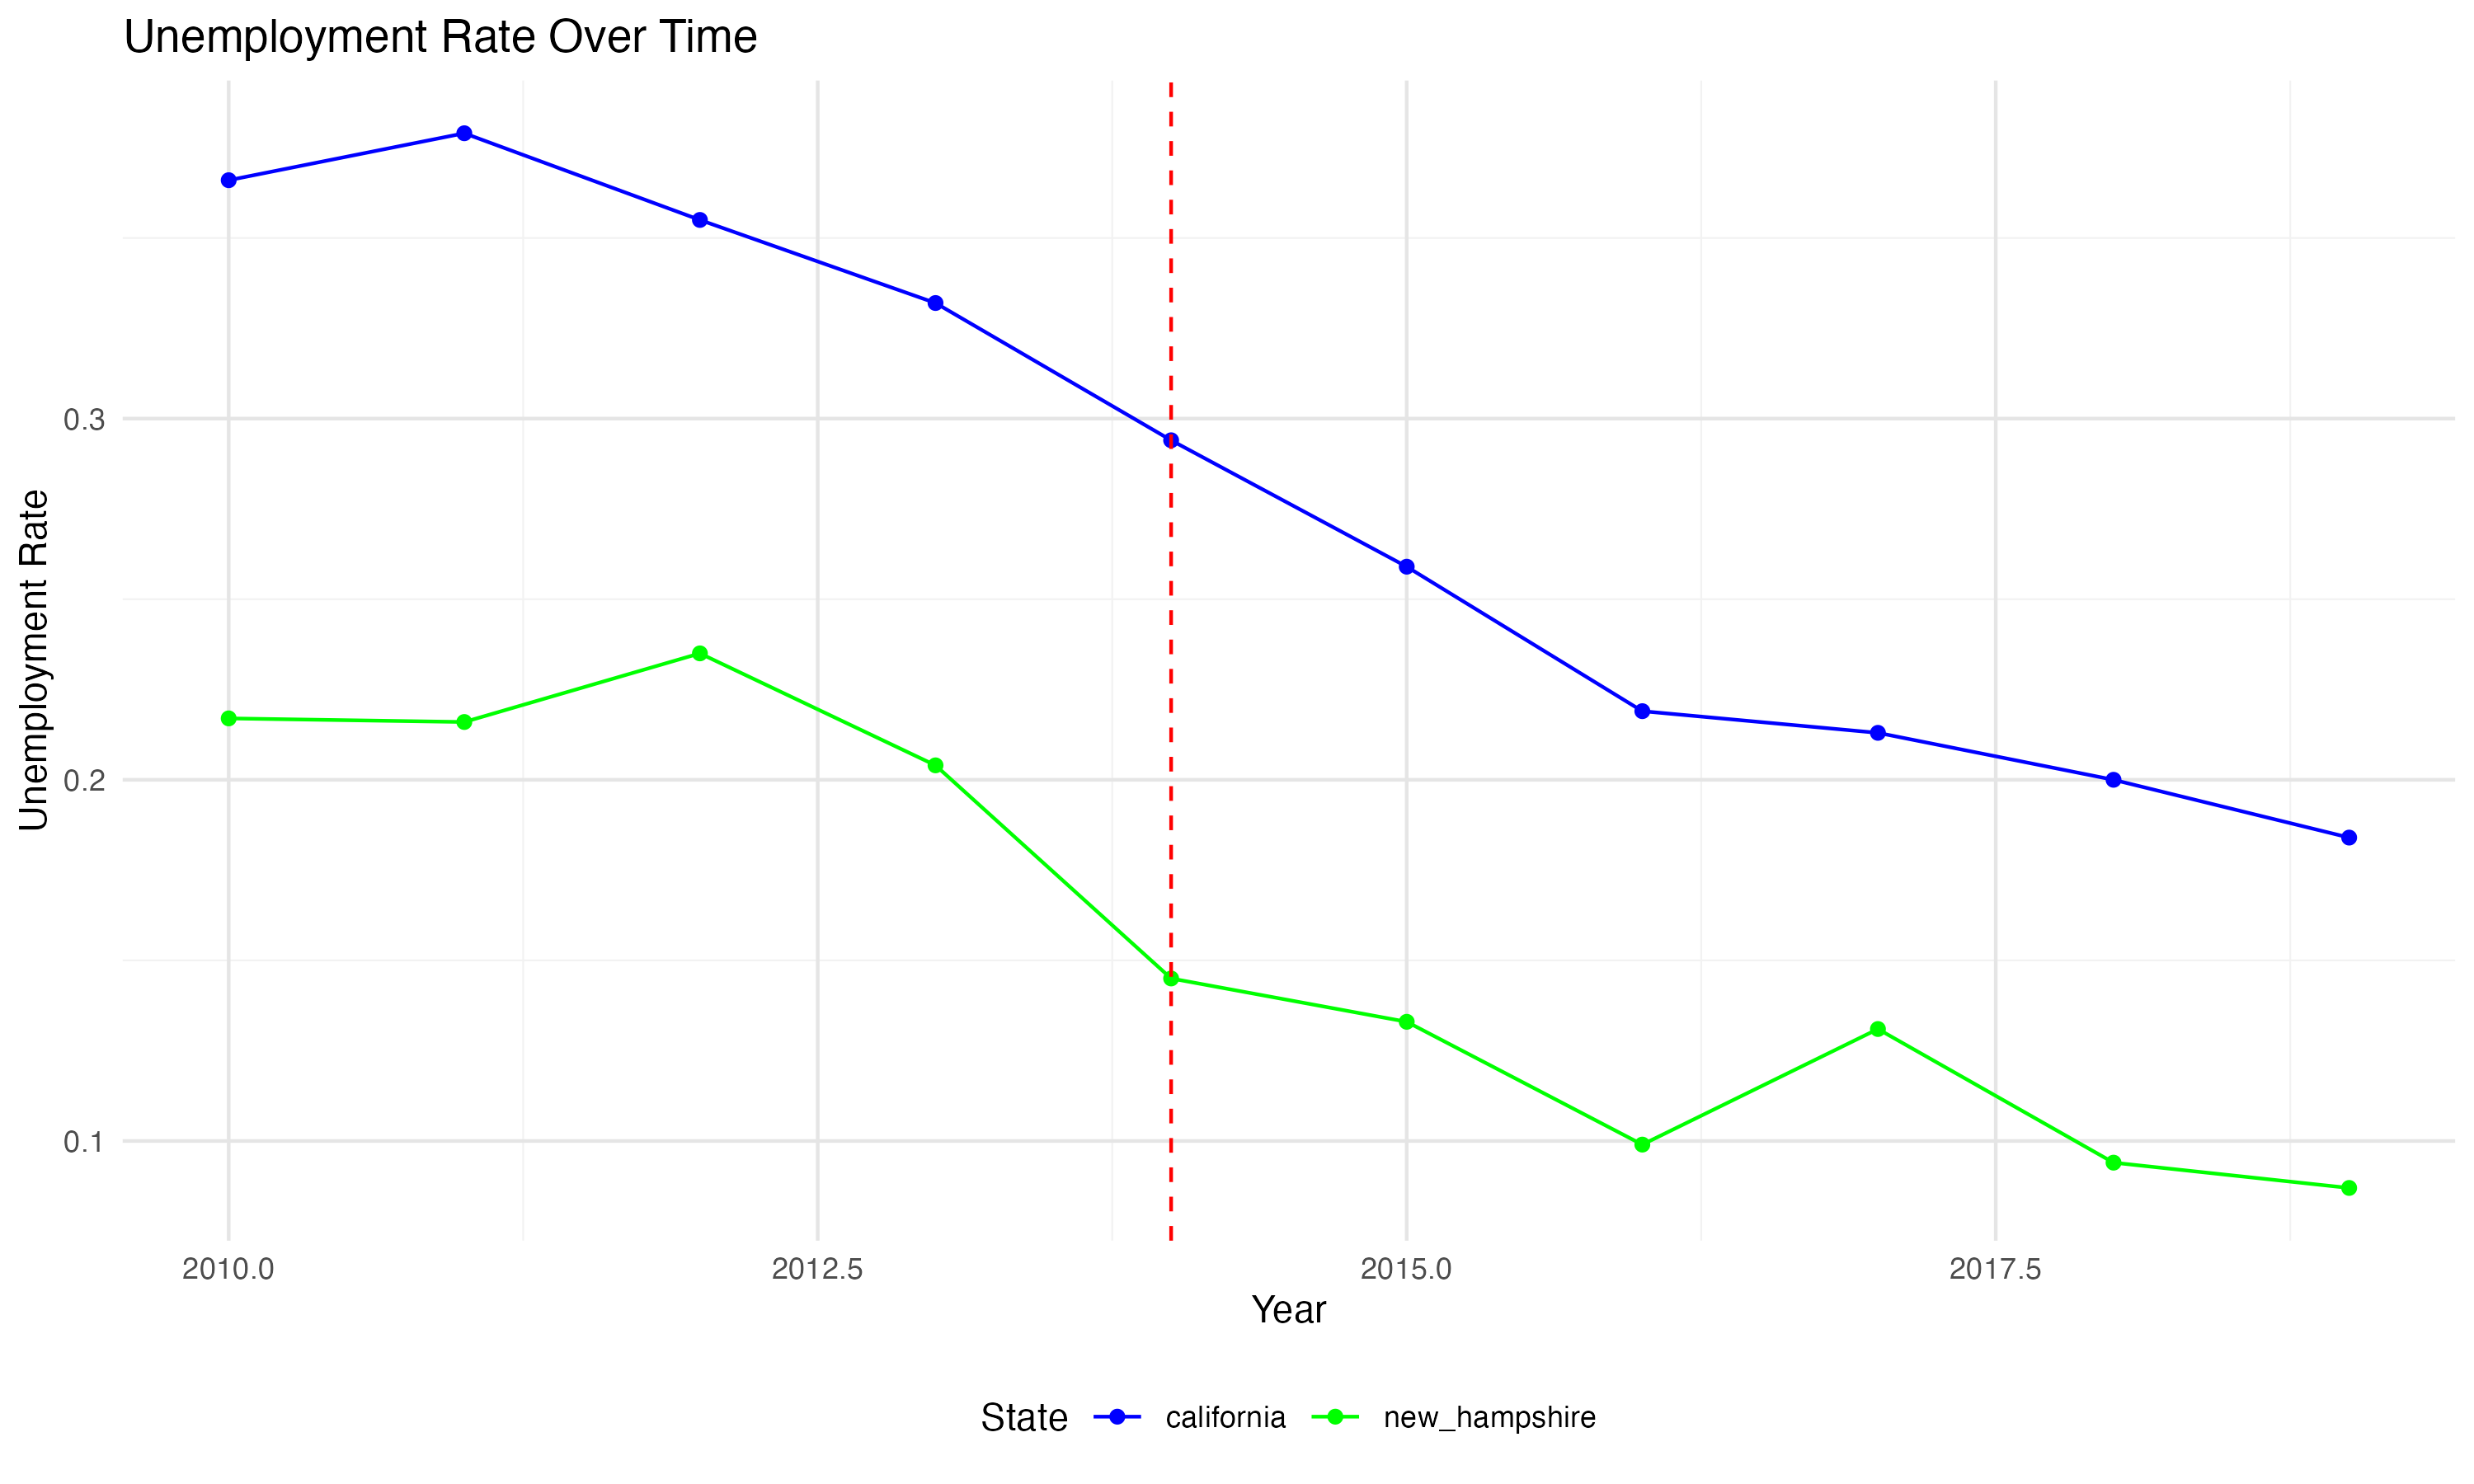 Unemployment Rate Over Time
Unemployment Rate
0.3
0.2
0.1
2010.0 2012.5 2015.0 2017.5
Year
State california new_hampshire